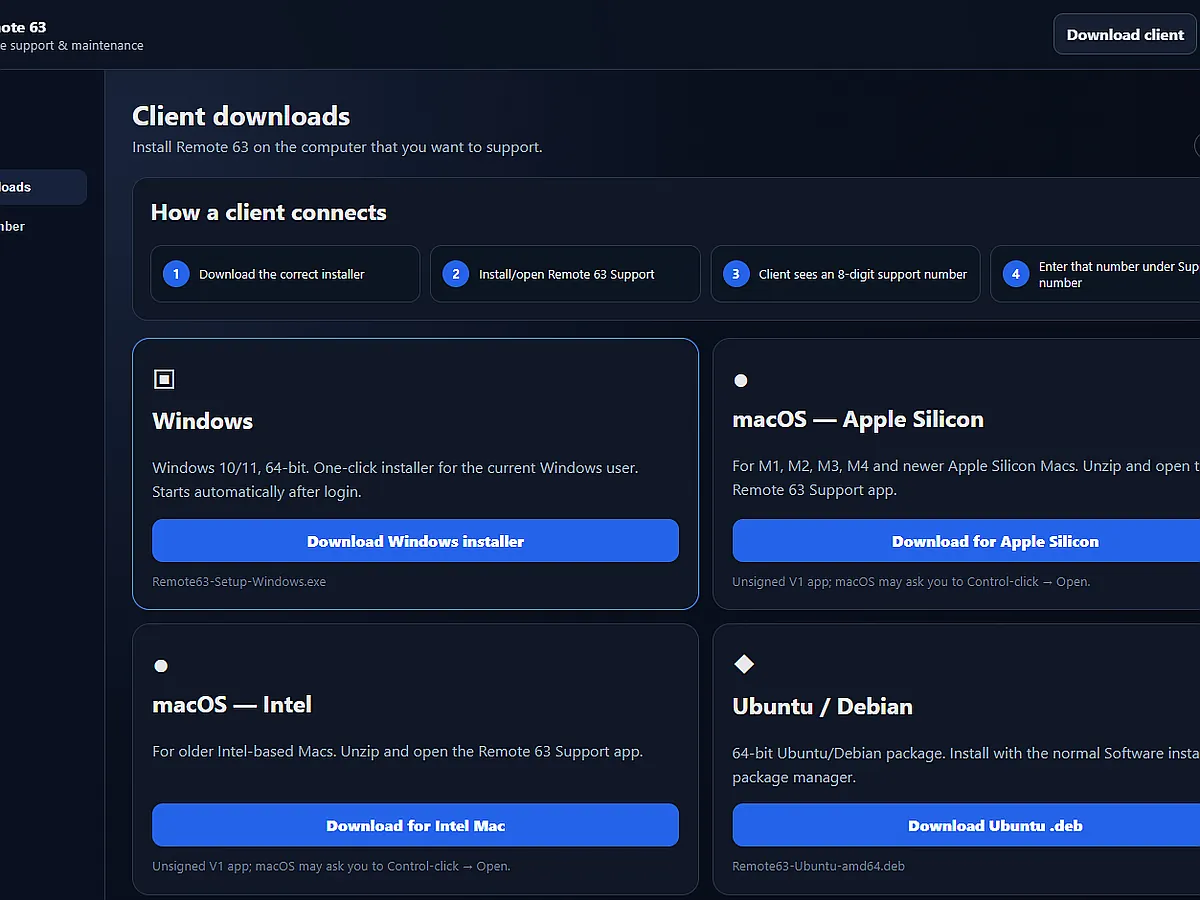 ote 63
e support & maintenance
Download client
loads
nber
Client downloads
Install Remote 63 on the computer that you want to support.
How a client connects
1 Download the correct installer
2 Install/open Remote 63 Support
3 Client sees an 8-digit support number
4 Enter that number under Sup
number
Windows
Windows 10/11, 64-bit. One-click installer for the current Windows user.
Starts automatically after login.
Download Windows installer
Remote63-Setup-Windows.exe
macOS — Apple Silicon
For M1, M2, M3, M4 and newer Apple Silicon Macs. Unzip and open t
Remote 63 Support app.
Download for Apple Silicon
Unsigned V1 app; macOS may ask you to Control-click → Open.
macOS — Intel
For older Intel-based Macs. Unzip and open the Remote 63 Support app.
Download for Intel Mac
Unsigned V1 app; macOS may ask you to Control-click → Open.
Ubuntu / Debian
64-bit Ubuntu/Debian package. Install with the normal Software insta
package manager.
Download Ubuntu .deb
Remote63-Ubuntu-amd64.deb